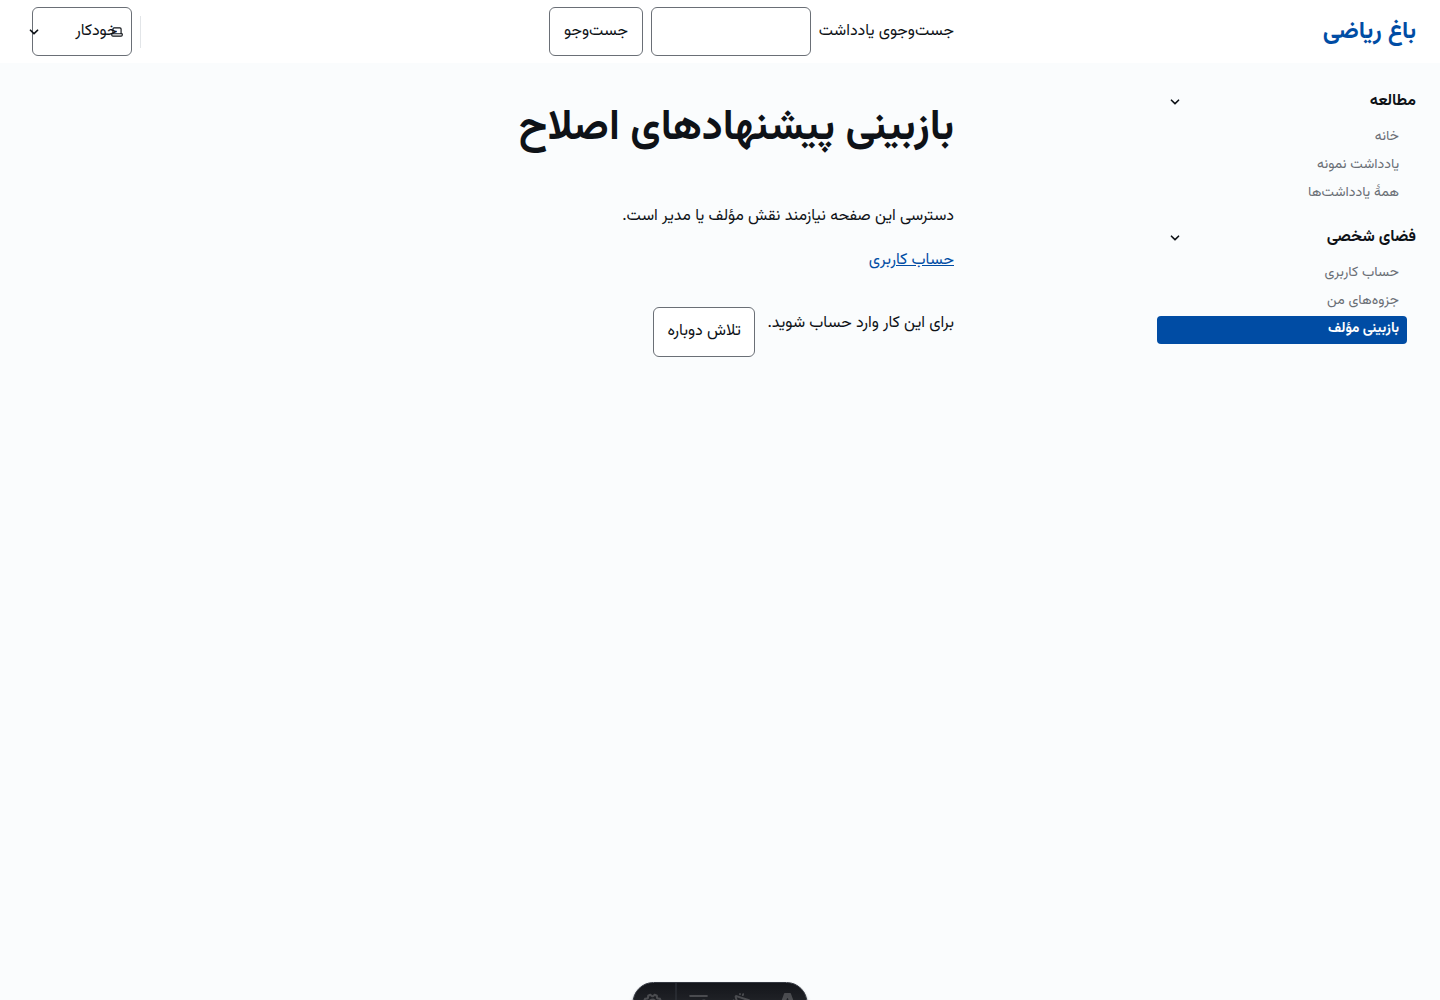 باغ ریاضی
جست‌وجوی یادداشت
جست‌وجو
خودکار
مطالعه
خانه
یادداشت نمونه
همهٔ یادداشت‌ها
فضای شخصی
حساب کاربری
جزوه‌های من
بازبینی مؤلف
بازبینی پیشنهادهای اصلاح
دسترسی این صفحه نیازمند نقش مؤلف یا مدیر است.
حساب کاربری
برای این کار وارد حساب شوید.
تلاش دوباره